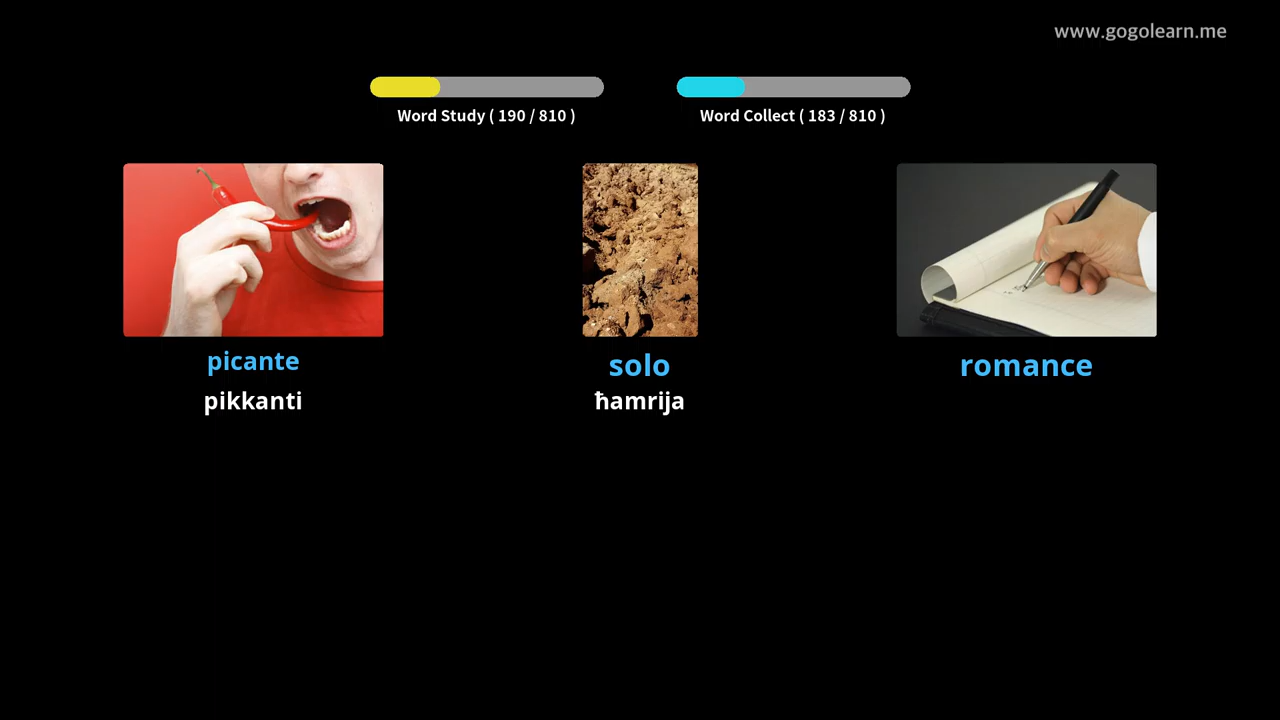 www.gogolearn.me
Word Study ( 190 / 810 )
Word Collect ( 183 / 810 )
picante
solo
romance
pikkanti
ħamrija